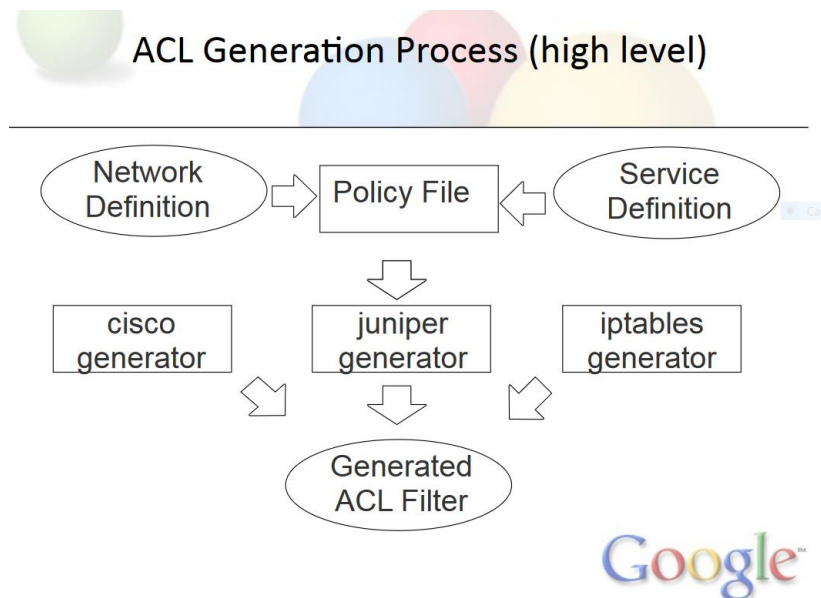 ACL Generation Process (high level)
Network
Definition
Policy File
Service
Definition
cisco
generator
juniper
generator
iptables
generator
Generated
ACL Filter
Google